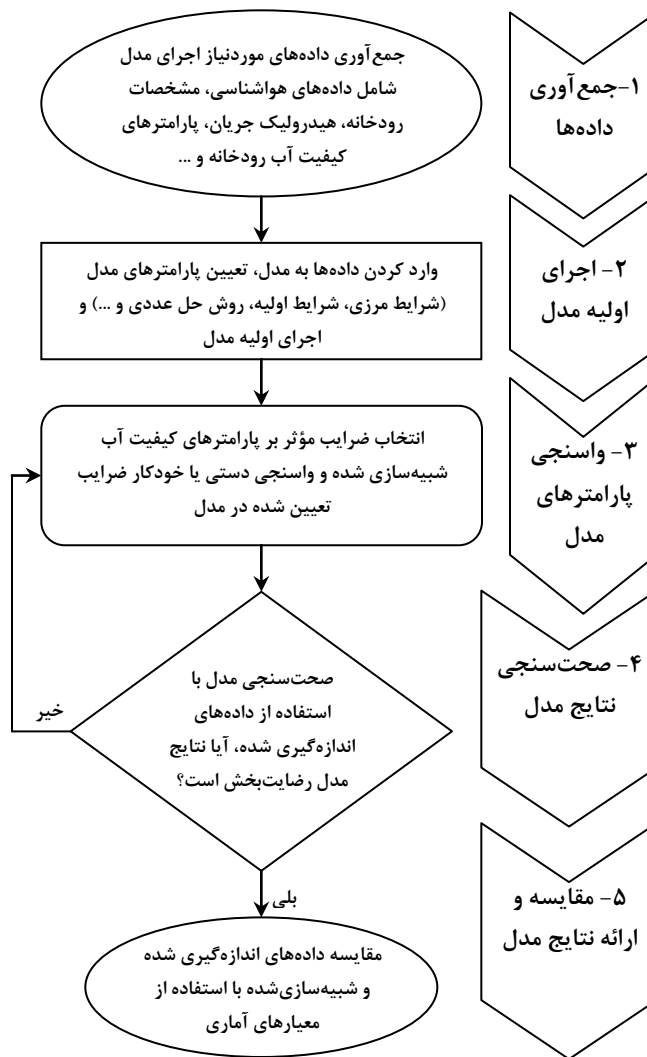 جمع‌آوری داده‌های موردنیاز اجرای مدل
شامل داده‌های هواشناسی، مشخصات
رودخانه، هیدرولیک جریان، پارامترهای
کیفیت آب رودخانه و ...
۱-جمع‌آوری
داده‌ها
وارد کردن داده‌ها به مدل، تعیین پارامترهای مدل
(شرایط مرزی، شرایط اولیه، روش حل عددی و ...) و
اجرای اولیه مدل
۲- اجرای
اولیه مدل
انتخاب ضرایب مؤثر بر پارامترهای کیفیت آب
شبیه‌سازی شده و واسنجی دستی یا خودکار ضرایب
تعیین شده در مدل
۳- واسنجی
پارامترهای
مدل
صحت‌سنجی مدل با
استفاده از داده‌های
اندازه‌گیری شده، آیا نتایج
مدل رضایت‌بخش است؟
خیر
بلی
۴- صحت‌سنجی
نتایج مدل
مقایسه داده‌های اندازه‌گیری شده
و شبیه‌سازی‌شده با استفاده از
معیارهای آماری
۵- مقایسه و
ارائه نتایج مدل